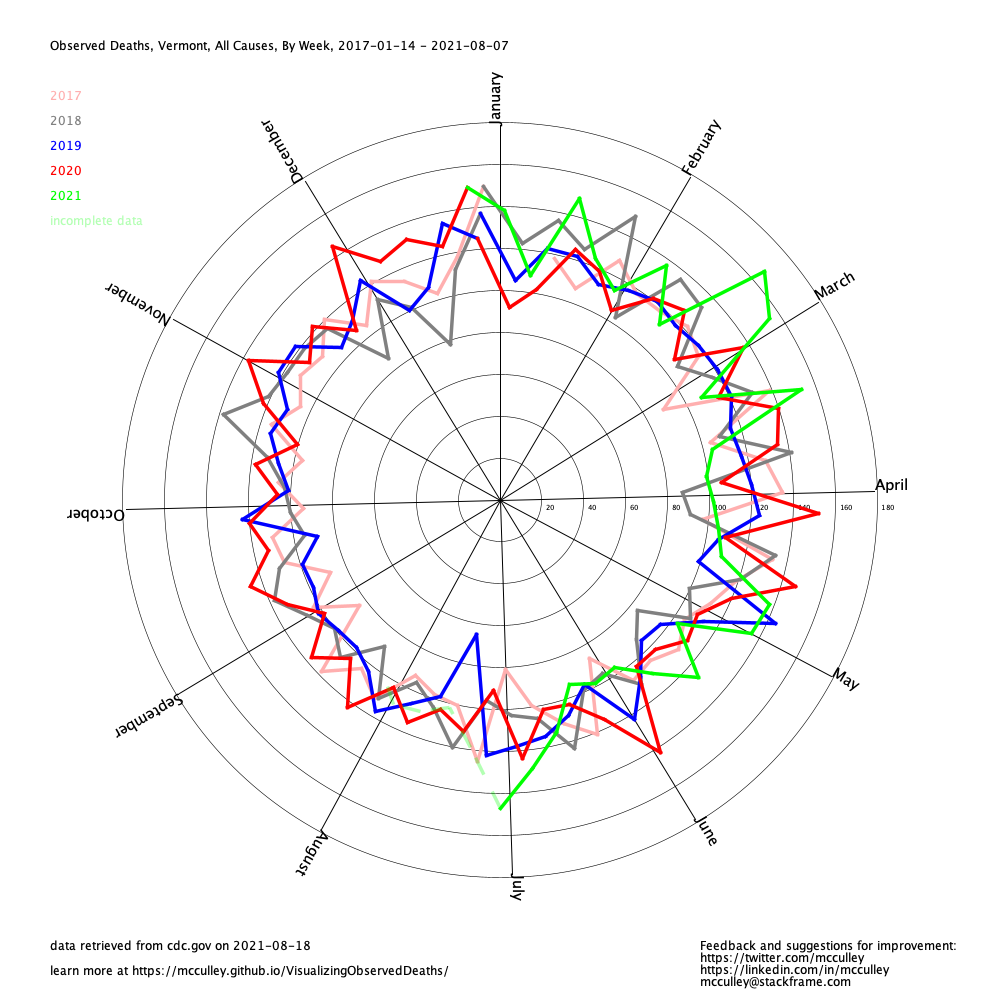 Observed Deaths, Vermont, All Causes, By Week, 2017-01-14 - 2021-08-07
2017
2018
2019
2020
2021
incomplete data
January
February
March
April
May
June
July
August
September
October
November
December
20
40
60
80
100
120
140
160
180
data retrieved from cdc.gov on 2021-08-18
learn more at https://mcculley.github.io/VisualizingObservedDeaths/
Feedback and suggestions for improvement:
https://twitter.com/mcculley
https://linkedin.com/in/mcculley
mcculley@stackframe.com